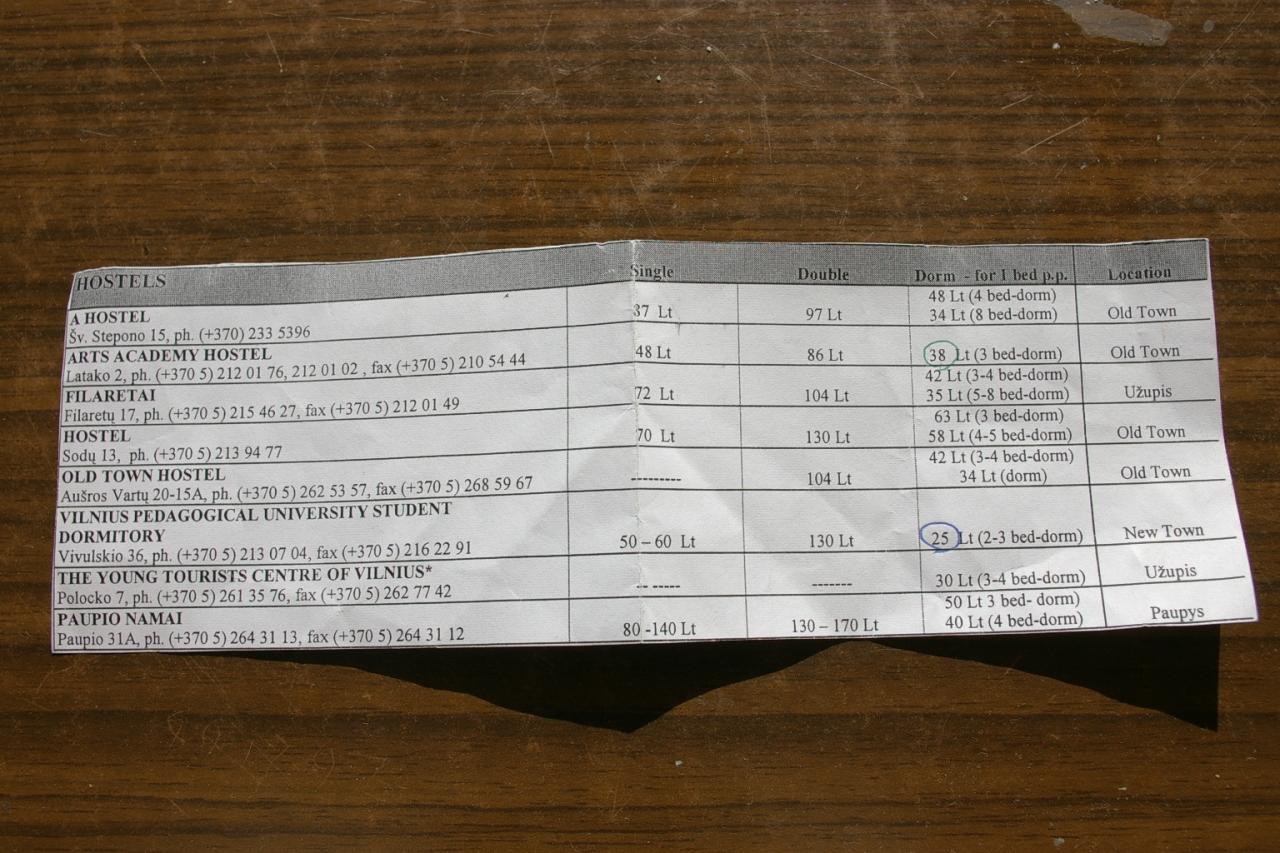 HOSTELS Single Double Dorm - for 1 bed p.p. Location
A HOSTEL 37 Lt 97 Lt 48 Lt (4 bed-dorm) Old Town
Šv. Stepono 15, ph. (+370) 233 5396 34 Lt (8 bed-dorm)
ARTS ACADEMY HOSTEL 48 Lt 86 Lt 38 Lt (3 bed-dorm) Old Town
Latako 2, ph. (+370 5) 212 01 76, 212 01 02 , fax (+370 5) 210 54 44
FILARETAI 72 Lt 104 Lt 42 Lt (3-4 bed-dorm) Užupis
Filaretų 17, ph. (+370 5) 215 46 27, fax (+370 5) 212 01 49 35 Lt (5-8 bed-dorm)
HOSTEL 70 Lt 130 Lt 63 Lt (3 bed-dorm) Old Town
Sodų 13, ph. (+370 5) 213 94 77 58 Lt (4-5 bed-dorm)
OLD TOWN HOSTEL --------- 104 Lt 42 Lt (3-4 bed-dorm) Old Town
Aušros Vartų 20-15A, ph. (+370 5) 262 53 57, fax (+370 5) 268 59 67 34 Lt (dorm)
VILNIUS PEDAGOGICAL UNIVERSITY STUDENT
DORMITORY 50 – 60 Lt 130 Lt 25 Lt (2-3 bed-dorm) New Town
Vivulskio 36, ph. (+370 5) 213 07 04, fax (+370 5) 216 22 91
THE YOUNG TOURISTS CENTRE OF VILNIUS* -- ----- ------- 30 Lt (3-4 bed-dorm) Užupis
Polocko 7, ph. (+370 5) 261 35 76, fax (+370 5) 262 77 42
PAUPIO NAMAI 80 -140 Lt 130 – 170 Lt 50 Lt 3 bed- dorm) Paupys
Paupio 31A, ph. (+370 5) 264 31 13, fax (+370 5) 264 31 12 40 Lt (4 bed-dorm)